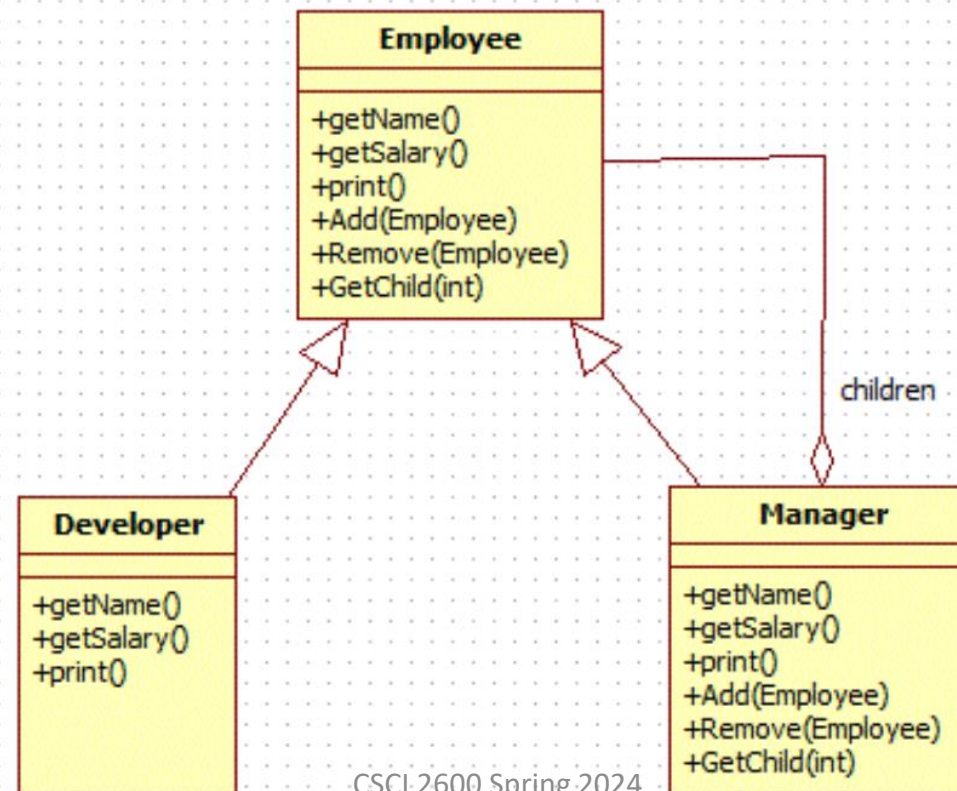 Employee
+getName()
+getSalary()
+print()
+Add(Employee)
+Remove(Employee)
+GetChild(int)
children
Developer
+getName()
+getSalary()
+print()
Manager
+getName()
+getSalary()
+print()
+Add(Employee)
+Remove(Employee)
+GetChild(int)
CSCI 2600 Spring 2024